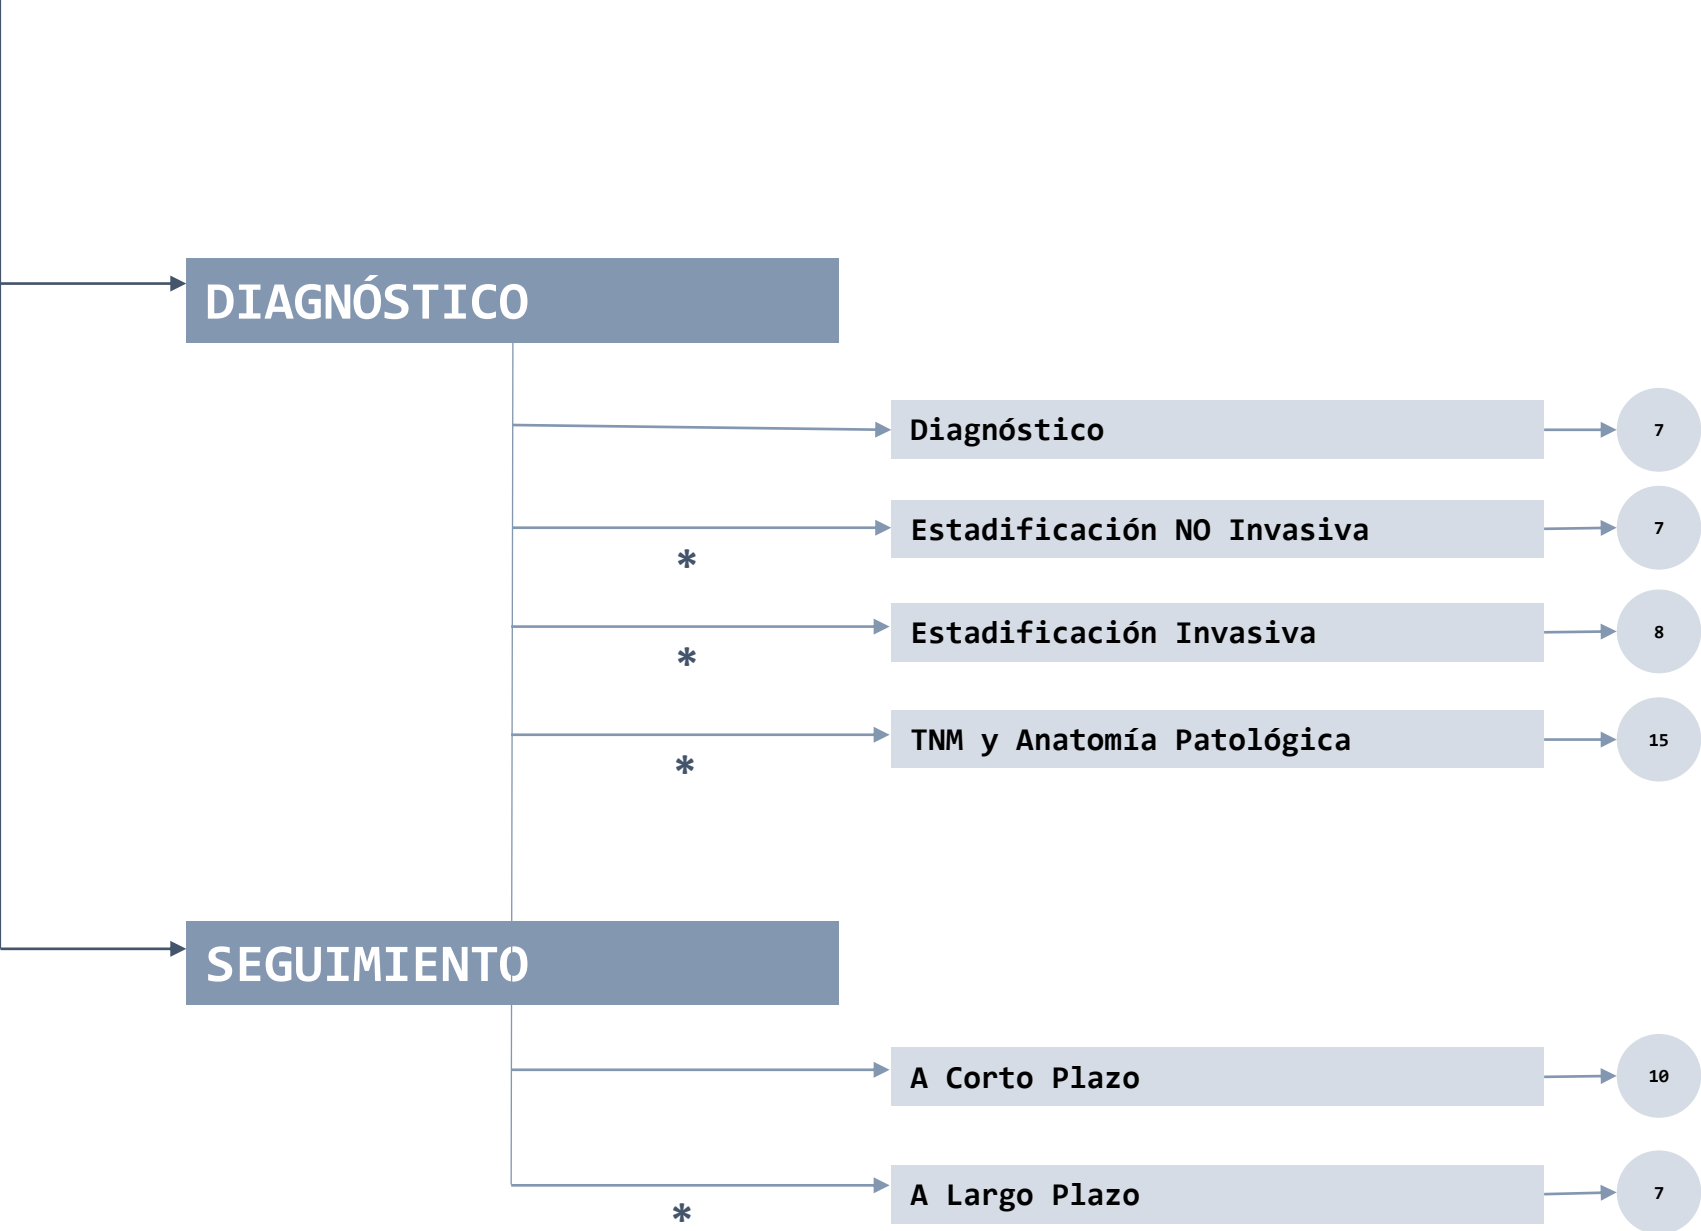 DIAGNÓSTICO
Diagnóstico 7
Estadificación NO Invasiva 7
*
Estadificación Invasiva 8
*
TNM y Anatomía Patológica 15
*
SEGUIMIENTO
A Corto Plazo 10
A Largo Plazo 7
*